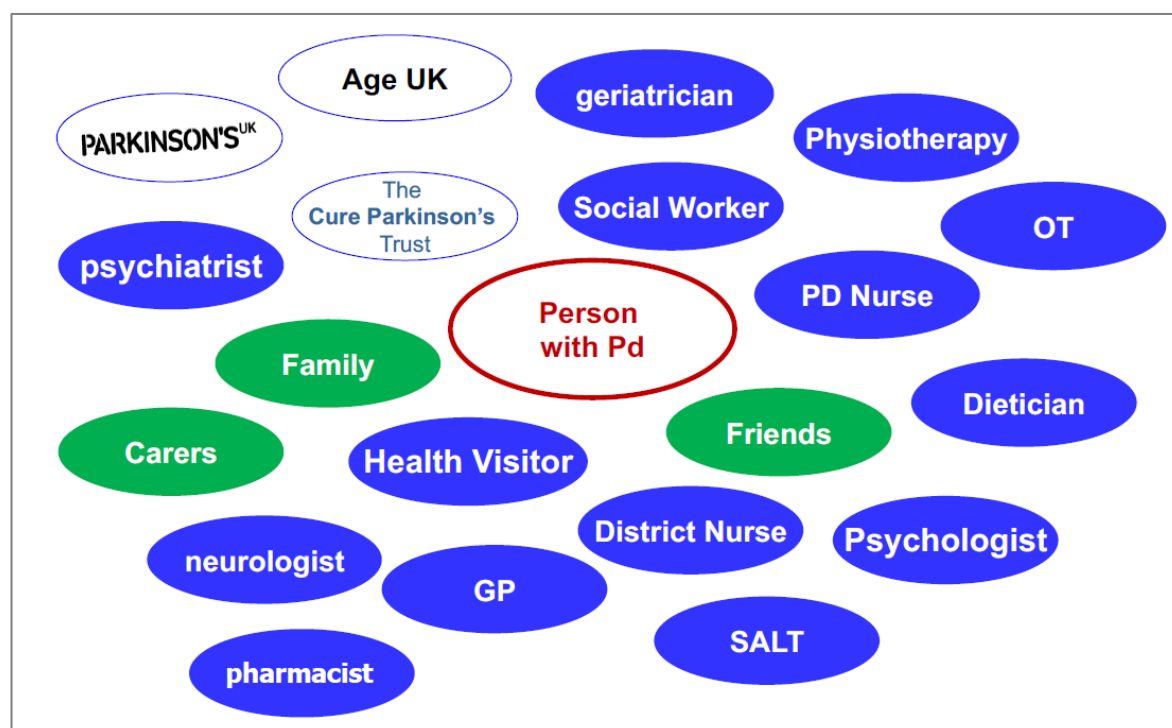 Age UK
geriatrician
PARKINSON'S UK
Physiotherapy
The
Cure Parkinson's
Trust
Social Worker
OT
psychiatrist
PD Nurse
Person
with Pd
Family
Dietician
Carers
Health Visitor
Friends
neurologist
District Nurse
Psychologist
GP
SALT
pharmacist